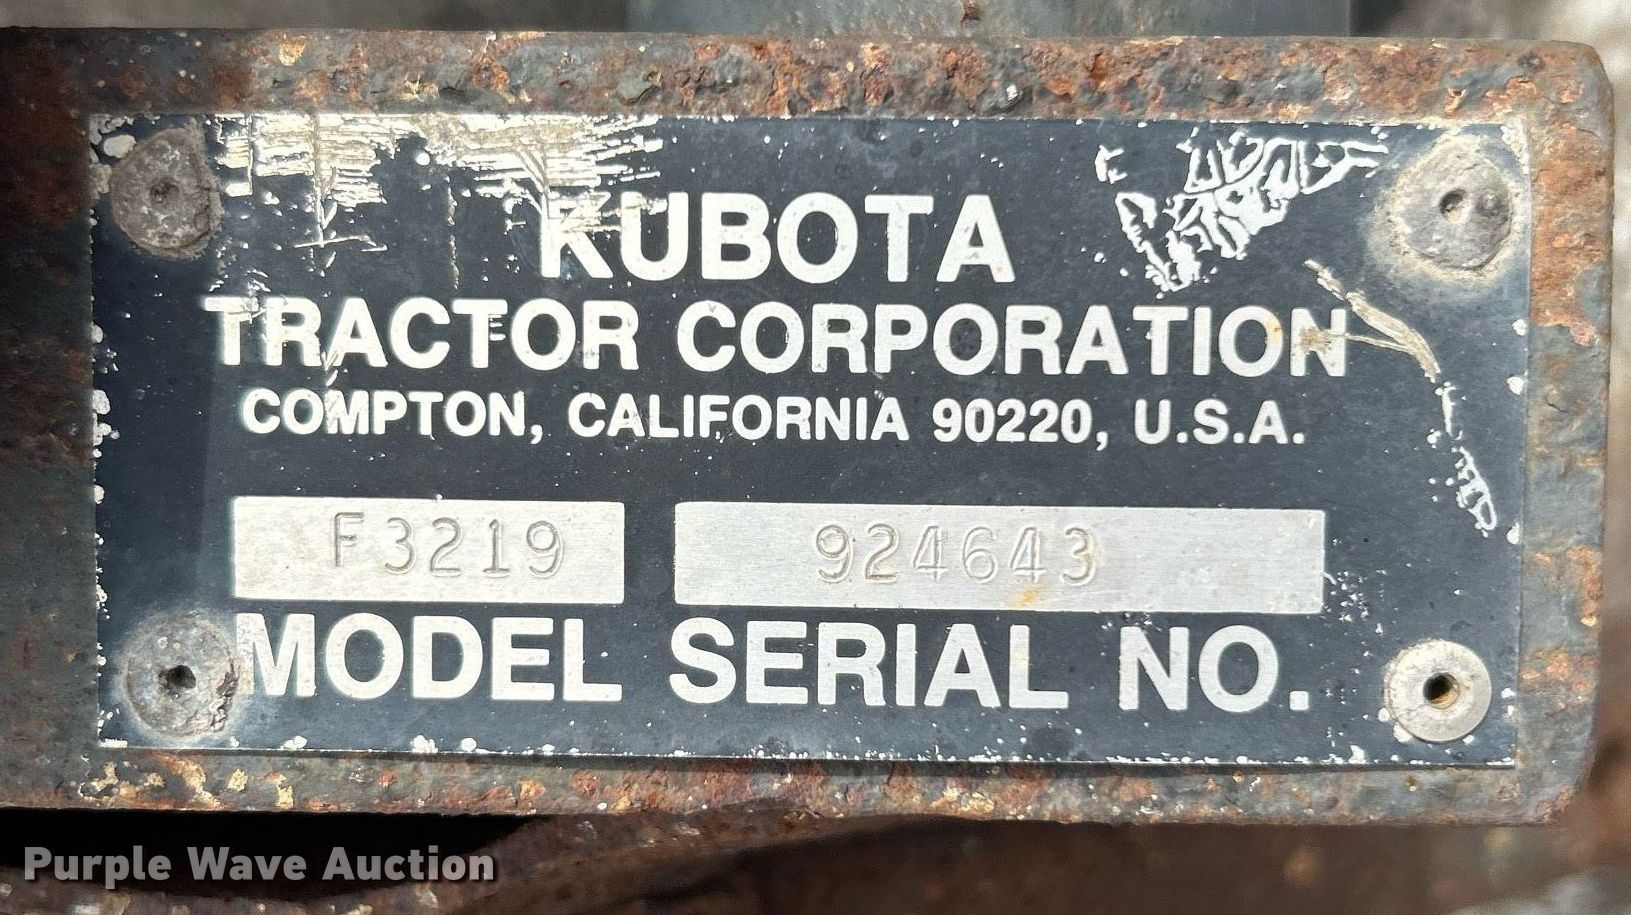 KUBOTA
TRACTOR CORPORATION
COMPTON, CALIFORNIA 90220, U.S.A.
F3219 924643
MODEL SERIAL NO.
Purple Wave Auction